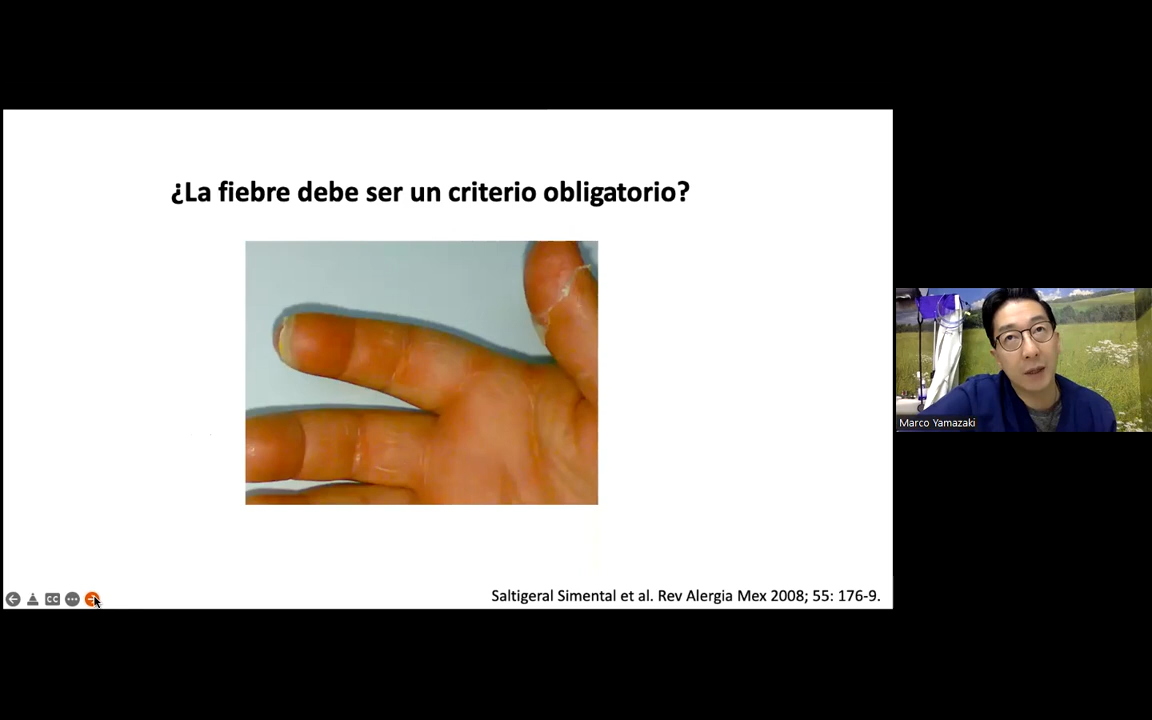 ¿La fiebre debe ser un criterio obligatorio?
Marco Yamazaki
CC
Saltigeral Simental et al. Rev Alergia Mex 2008; 55: 176-9.